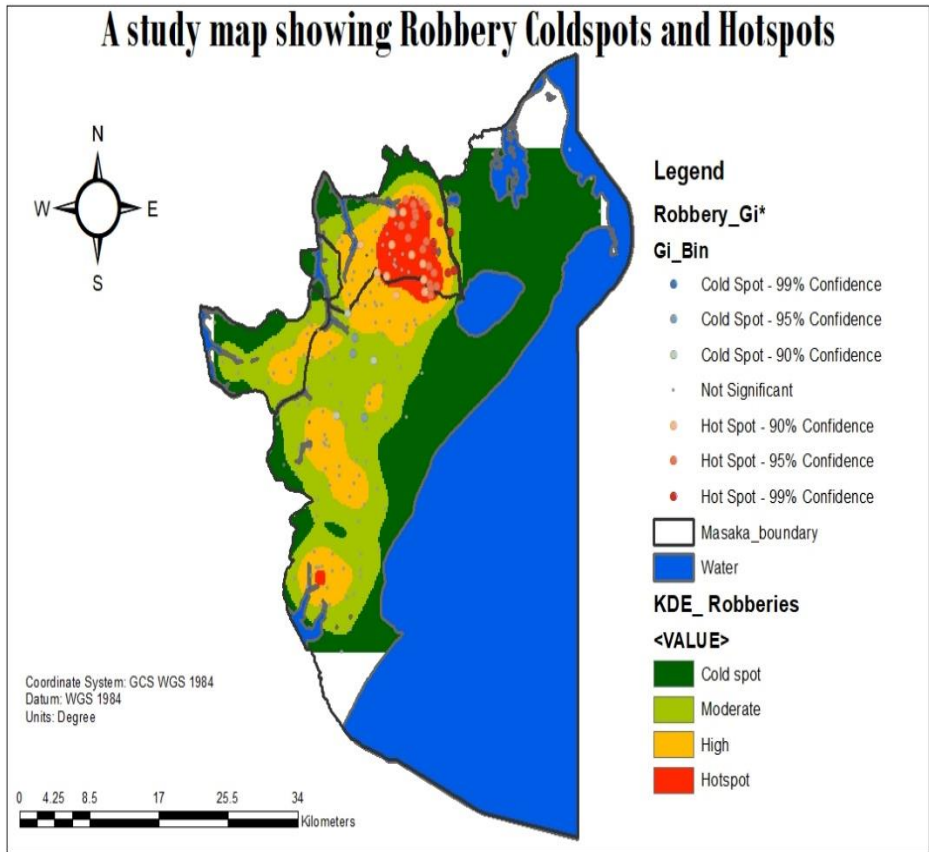 A study map showing Robbery Coldspots and Hotspots
N
W E
S
Legend
Robbery_Gi*
Gi_Bin
Cold Spot - 99% Confidence
Cold Spot - 95% Confidence
Cold Spot - 90% Confidence
Not Significant
Hot Spot - 90% Confidence
Hot Spot - 95% Confidence
Hot Spot - 99% Confidence
Masaka_boundary
Water
KDE_ Robberies
<VALUE>
Cold spot
Moderate
High
Hotspot
Coordinate System: GCS WGS 1984
Datum: WGS 1984
Units: Degree
0 4.25 8.5 17 25.5 34
Kilometers